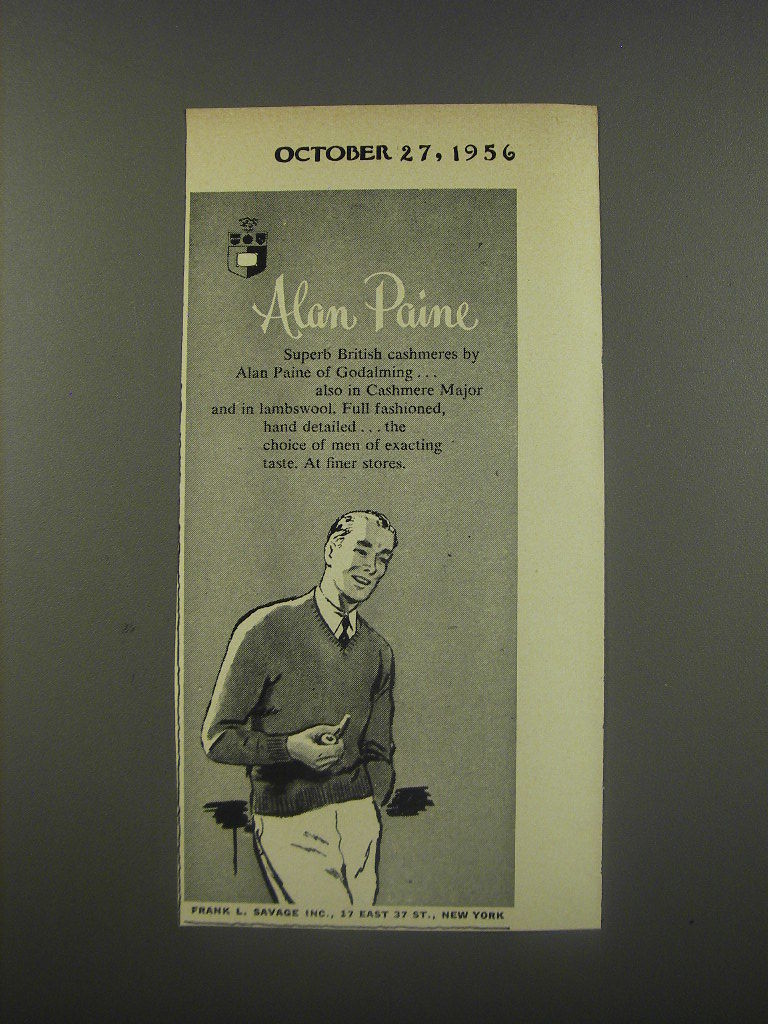 OCTOBER 27, 1956
Alan Paine
Superb British cashmeres by
Alan Paine of Godalming . . .
also in Cashmere Major
and in lambswool. Full fashioned,
hand detailed . . . the
choice of men of exacting
taste. At finer stores.
FRANK L. SAVAGE INC., 17 EAST 37 ST., NEW YORK